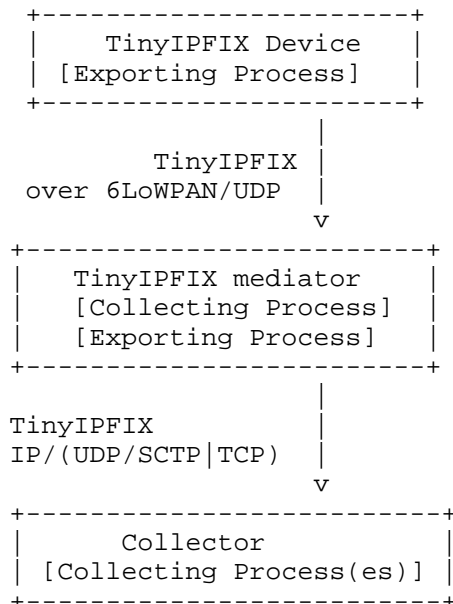 +------------------------+
| TinyIPFIX Device |
| [Exporting Process] |
+------------------------+
|
TinyIPFIX |
over 6LoWPAN/UDP |
v
+-------------------------+
| TinyIPFIX mediator |
| [Collecting Process] |
| [Exporting Process] |
+-------------------------+
|
TinyIPFIX |
IP/(UDP/SCTP|TCP) |
v
+--------------------------+
| Collector |
| [Collecting Process(es)] |
+--------------------------+